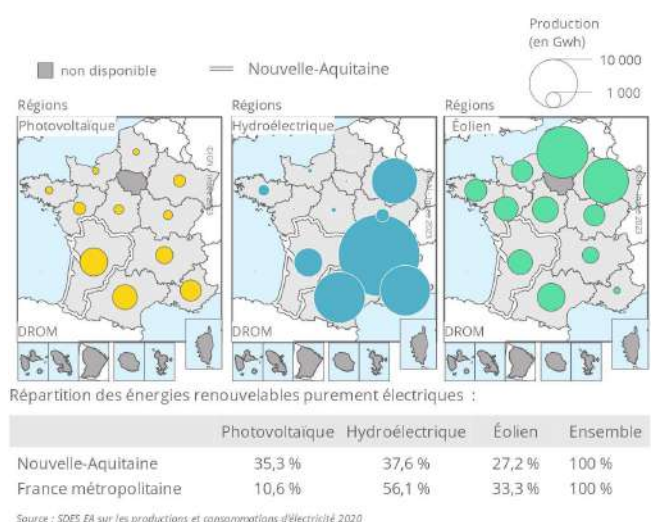 Production
(en Gwh)
10 000
1 000
non disponible
Nouvelle-Aquitaine
Régions
Régions
Régions
Photovoltaïque
Hydroélectrique
Éolien
DROM
DROM
DROM
Répartition des énergies renouvelables purement électriques :
Photovoltaïque Hydroélectrique Éolien Ensemble
Nouvelle-Aquitaine 35,3 % 37,6 % 27,2 % 100 %
France métropolitaine 10,6 % 56,1 % 33,3 % 100 %
Source : SDES EA sur les productions et consommations d'électricité 2020